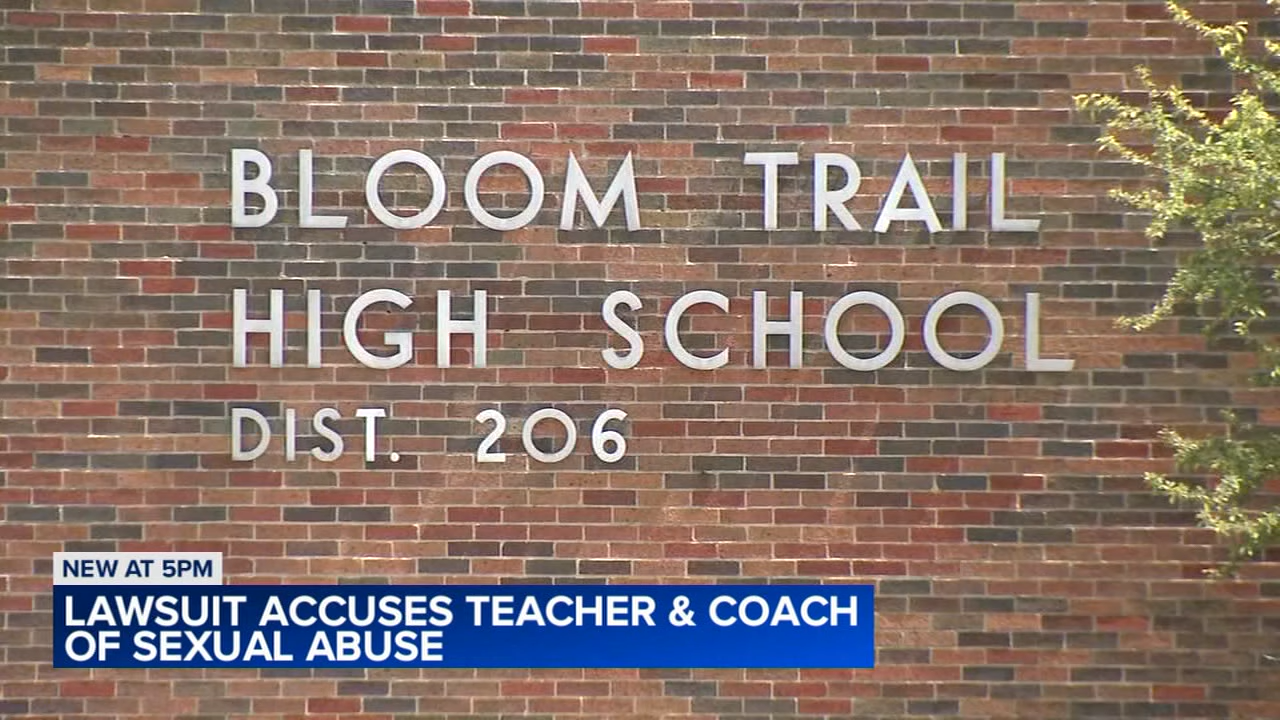 BLOOM TRAIL
HIGH SCHOOL
DIST. 206
NEW AT 5PM
LAWSUIT ACCUSES TEACHER & COACH
OF SEXUAL ABUSE